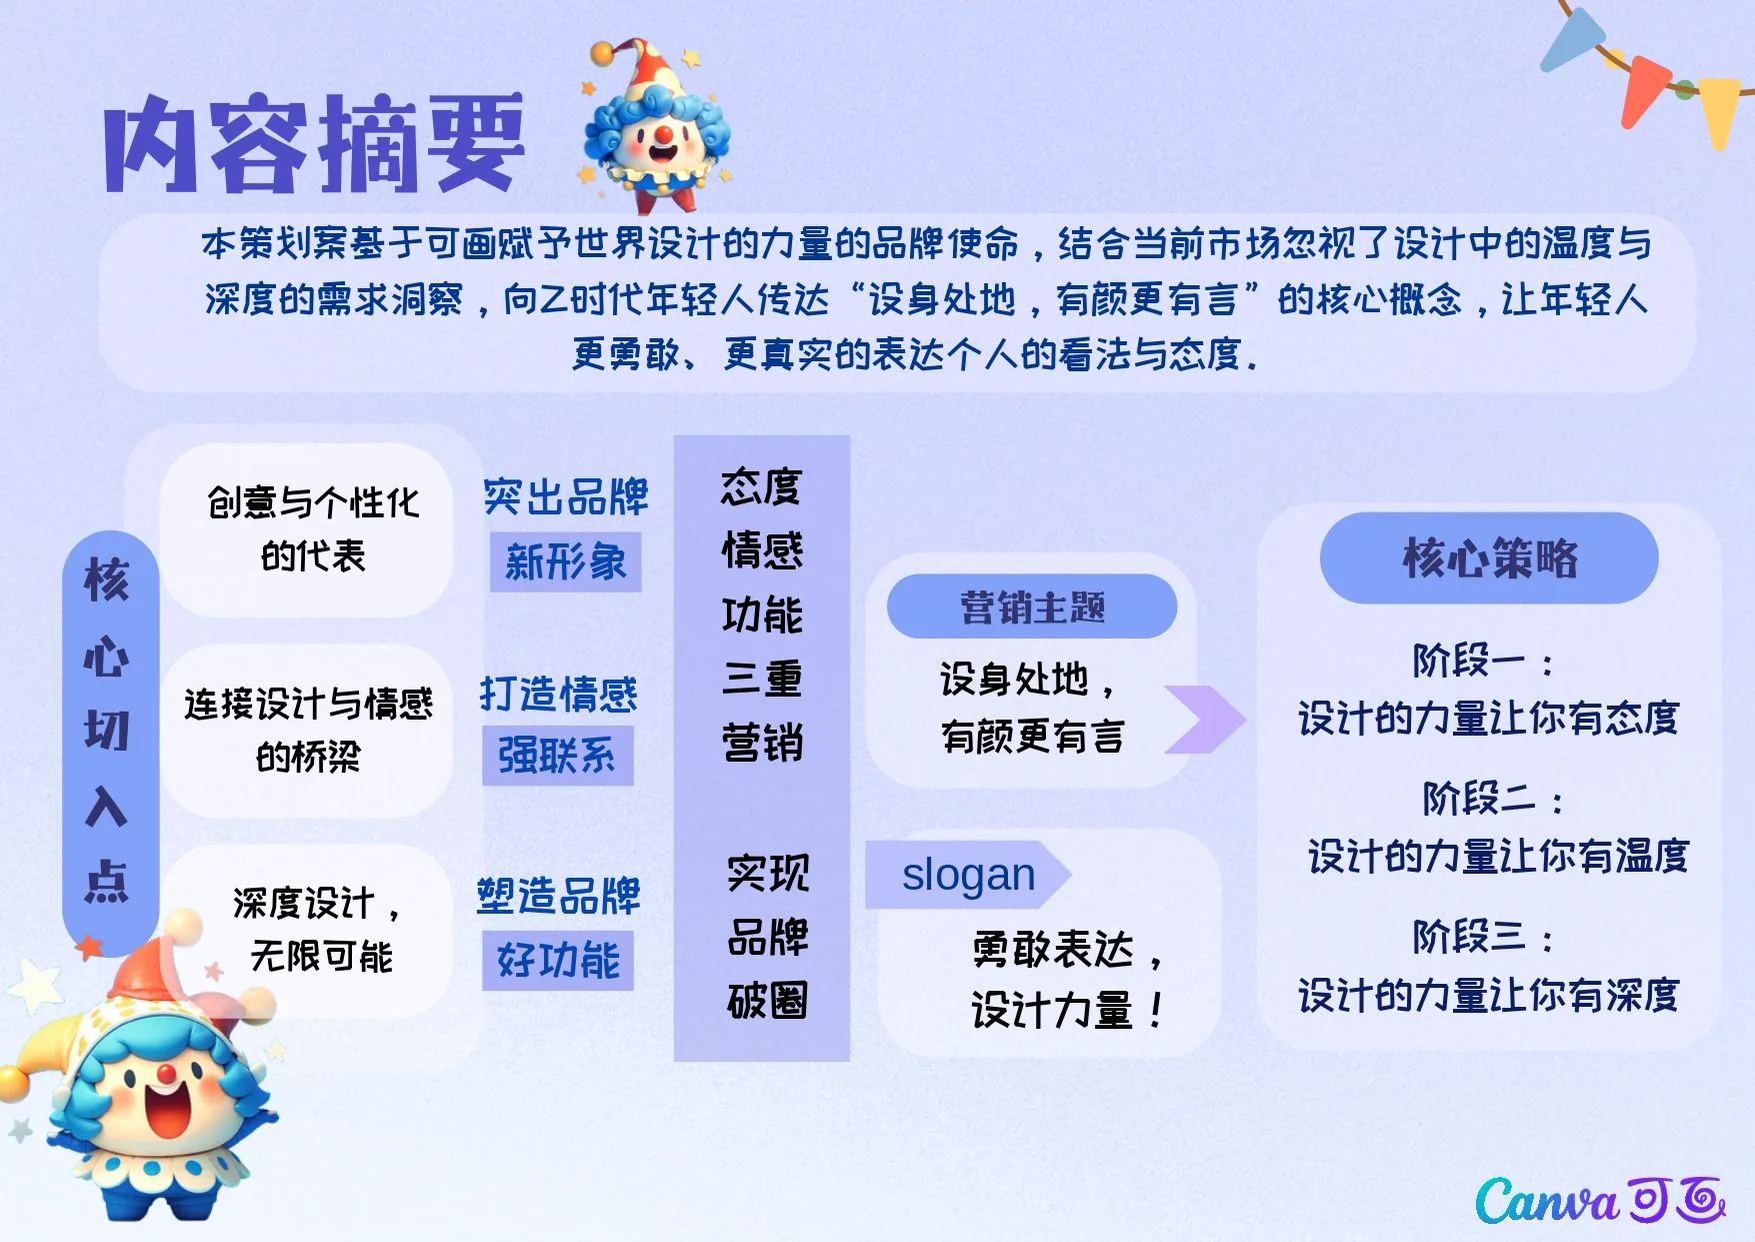 内容摘要
本策划案基于可画赋予世界设计的力量的品牌使命，结合当前市场忽视了设计中的温度与
深度的需求洞察，向Z时代年轻人传达“设身处地，有颜更有言”的核心概念，让年轻人
更勇敢、更真实的表达个人的看法与态度.
核心切入点
创意与个性化
的代表
突出品牌
新形象
连接设计与情感
的桥梁
打造情感
强联系
深度设计，
无限可能
塑造品牌
好功能
态度
情感
功能
三重
营销
实现
品牌
破圈
营销主题
设身处地，
有颜更有言
slogan
勇敢表达，
设计力量！
核心策略
阶段一：
设计的力量让你有态度
阶段二：
设计的力量让你有温度
阶段三：
设计的力量让你有深度
Canva可画